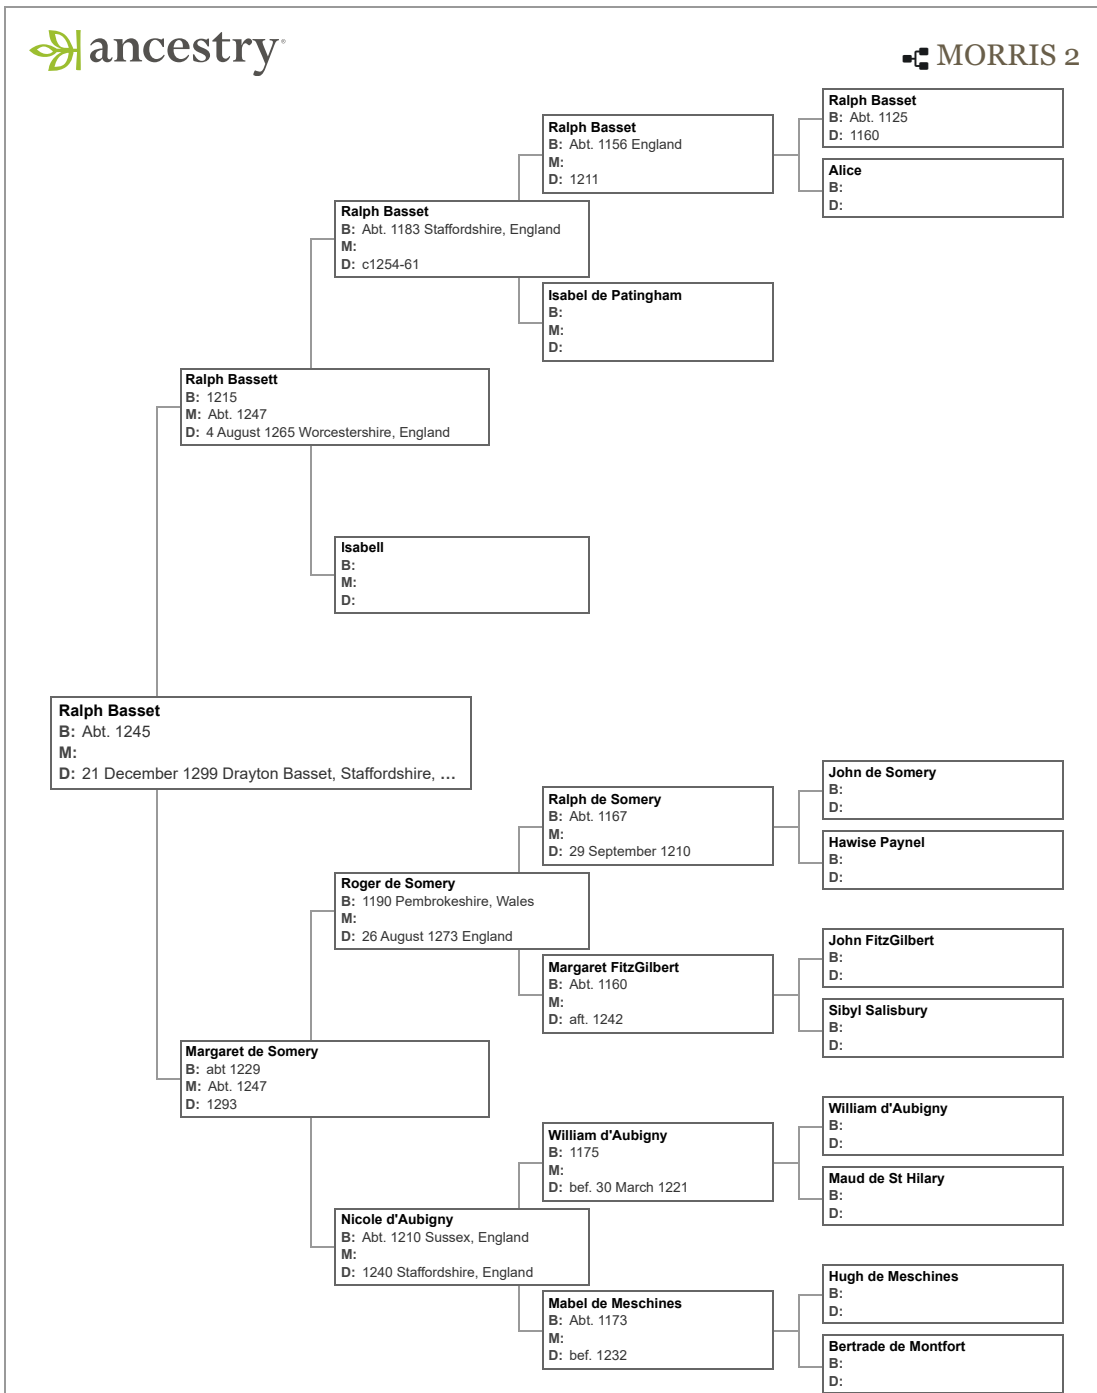 ancestry
MORRIS 2
Ralph Basset
B: Abt. 1125
D: 1160
Ralph Basset
B: Abt. 1156 England
M:
D: 1211
Alice
B:
D:
Ralph Basset
B: Abt. 1183 Staffordshire, England
M:
D: c1254-61
Isabel de Patingham
B:
M:
D:
Ralph Bassett
B: 1215
M: Abt. 1247
D: 4 August 1265 Worcestershire, England
Isabell
B:
M:
D:
Ralph Basset
B: Abt. 1245
M:
D: 21 December 1299 Drayton Basset, Staffordshire, ...
John de Somery
B:
D:
Ralph de Somery
B: Abt. 1167
M:
D: 29 September 1210
Hawise Paynel
B:
D:
Roger de Somery
B: 1190 Pembrokeshire, Wales
M:
D: 26 August 1273 England
John FitzGilbert
B:
D:
Margaret FitzGilbert
B: Abt. 1160
M:
D: aft. 1242
Sibyl Salisbury
B:
D:
Margaret de Somery
B: abt 1229
M: Abt. 1247
D: 1293
William d'Aubigny
B:
D:
William d'Aubigny
B: 1175
M:
D: bef. 30 March 1221
Maud de St Hilary
B:
D:
Nicole d'Aubigny
B: Abt. 1210 Sussex, England
M:
D: 1240 Staffordshire, England
Hugh de Meschines
B:
D:
Mabel de Meschines
B: Abt. 1173
M:
D: bef. 1232
Bertrade de Montfort
B:
D: